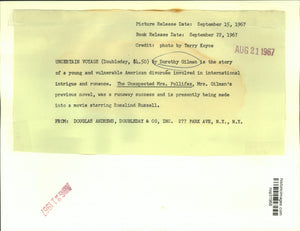 Picture Release Date: September 15, 1967
Book Release Date: September 22, 1967
Credit: photo by Terry Kayce
AUG 21 1967
UNCERTAIN VOYAGE (Doubleday, $4.50) by Dorothy Gilman is the story
of a young and vulnerable American divorcee involved in international
intrigue and romance. The Unexpected Mrs. Pollifax, Mrs. Gilman's
previous novel, was a runaway success and is presently being made
into a movie starring Rosalind Russell.
FROM: DOUGLAS ANDREWS, DOUBLEDAY & CO, INC. 277 PARK AVE, N.Y., N.Y.